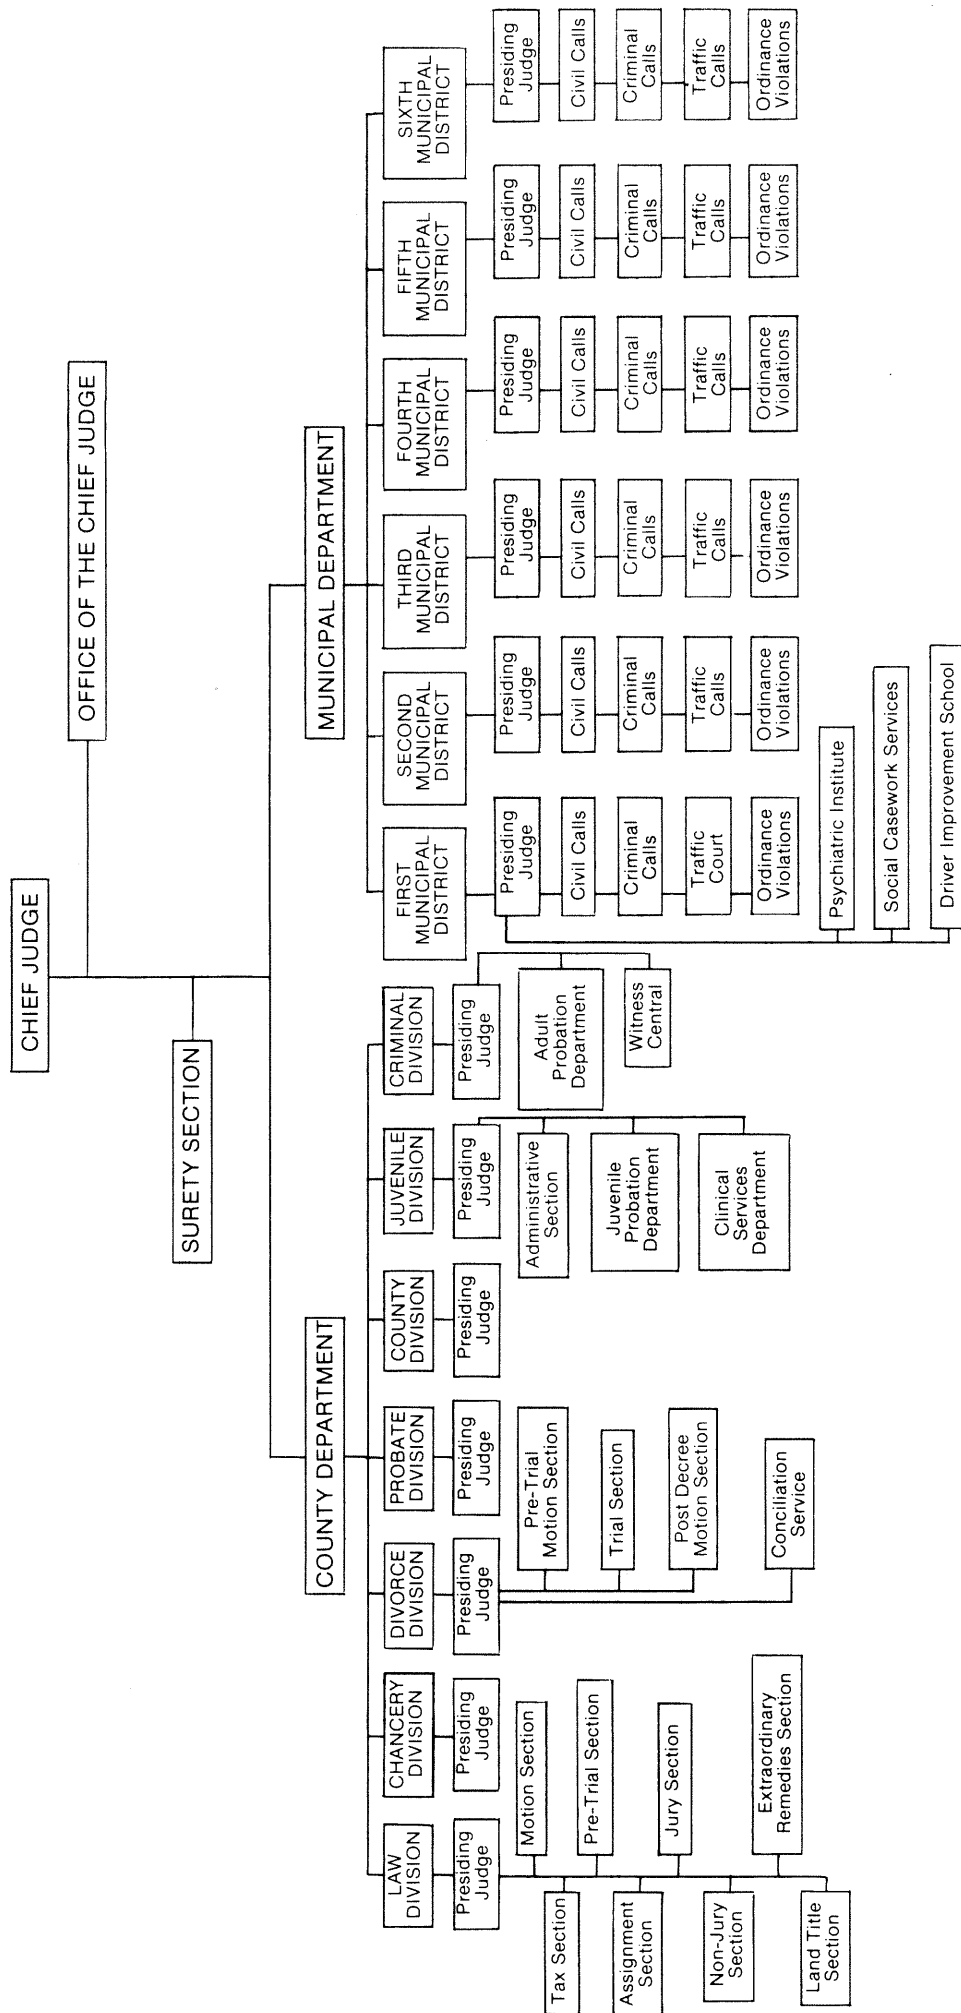 CHIEF JUDGE
OFFICE OF THE CHIEF JUDGE
SURETY SECTION
COUNTY DEPARTMENT
MUNICIPAL DEPARTMENT
LAW
DIVISION
Presiding
Judge
Motion Section
Tax Section
Pre-Trial Section
Assignment
Section
Jury Section
Non-Jury
Section
Extraordinary
Remedies Section
Land Title
Section
CHANCERY
DIVISION
Presiding
Judge
DIVORCE
DIVISION
Presiding
Judge
Pre-Trial
Motion Section
Trial Section
Post Decree
Motion Section
Conciliation
Service
PROBATE
DIVISION
Presiding
Judge
COUNTY
DIVISION
Presiding
Judge
JUVENILE
DIVISION
Presiding
Judge
Administrative
Section
Juvenile
Probation
Department
Clinical
Services
Department
CRIMINAL
DIVISION
Presiding
Judge
Adult
Probation
Department
Witness
Central
FIRST
MUNICIPAL
DISTRICT
Presiding
Judge
Civil Calls
Criminal
Calls
Traffic
Court
Ordinance
Violations
Psychiatric Institute
Social Casework Services
Driver Improvement School
SECOND
MUNICIPAL
DISTRICT
Presiding
Judge
Civil Calls
Criminal
Calls
Traffic
Calls
Ordinance
Violations
THIRD
MUNICIPAL
DISTRICT
Presiding
Judge
Civil Calls
Criminal
Calls
Traffic
Calls
Ordinance
Violations
FOURTH
MUNICIPAL
DISTRICT
Presiding
Judge
Civil Calls
Criminal
Calls
Traffic
Calls
Ordinance
Violations
FIFTH
MUNICIPAL
DISTRICT
Presiding
Judge
Civil Calls
Criminal
Calls
Traffic
Calls
Ordinance
Violations
SIXTH
MUNICIPAL
DISTRICT
Presiding
Judge
Civil Calls
Criminal
Calls
Traffic
Calls
Ordinance
Violations